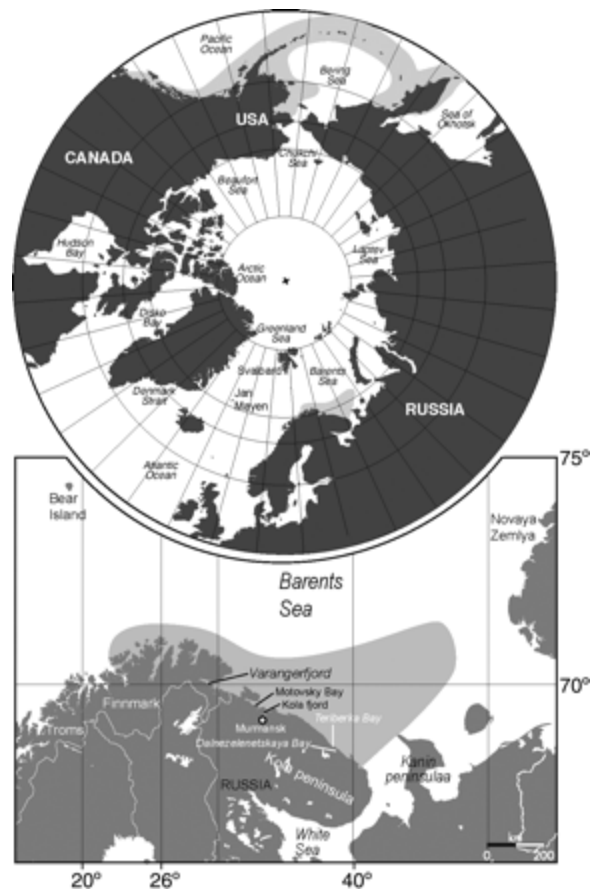 Pacific
Ocean
Bering
Sea
Sea of
Okhotsk
USA
CANADA
Chukchi
Sea
Beaufort
Sea
Hudson
Bay
Laptev
Sea
Arctic
Ocean
Disko
Bay
Greenland
Sea
Svalbard
Barents
Sea
Jan
Mayen
RUSSIA
Denmark
Strait
Atlantic
Ocean
75°
Bear
Island
Novaya
Zemlya
Barents
Sea
Varangerfjord
70°
Motovsky Bay
Finnmark
Kola fjord
Teriberka Bay
Troms
Murmansk
Dalnezelenetskaya Bay
Kanin
peninsulaa
Kola peninsula
RUSSIA
White
Sea
km
0 200
20° 26° 40°